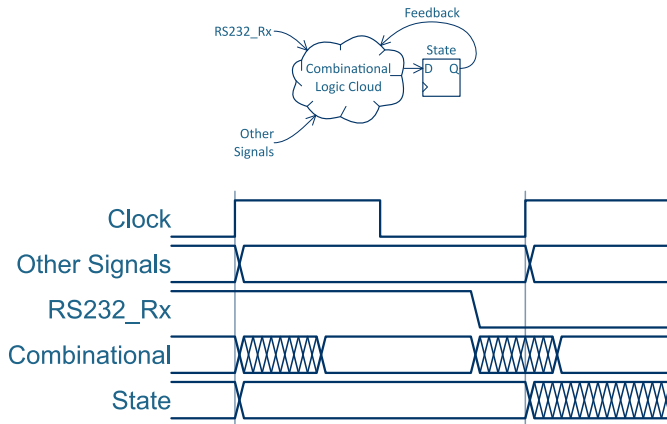 Feedback
RS232_Rx
State
Combinational
Logic Cloud
D Q
Other
Signals
Clock
Other Signals
RS232_Rx
Combinational
State